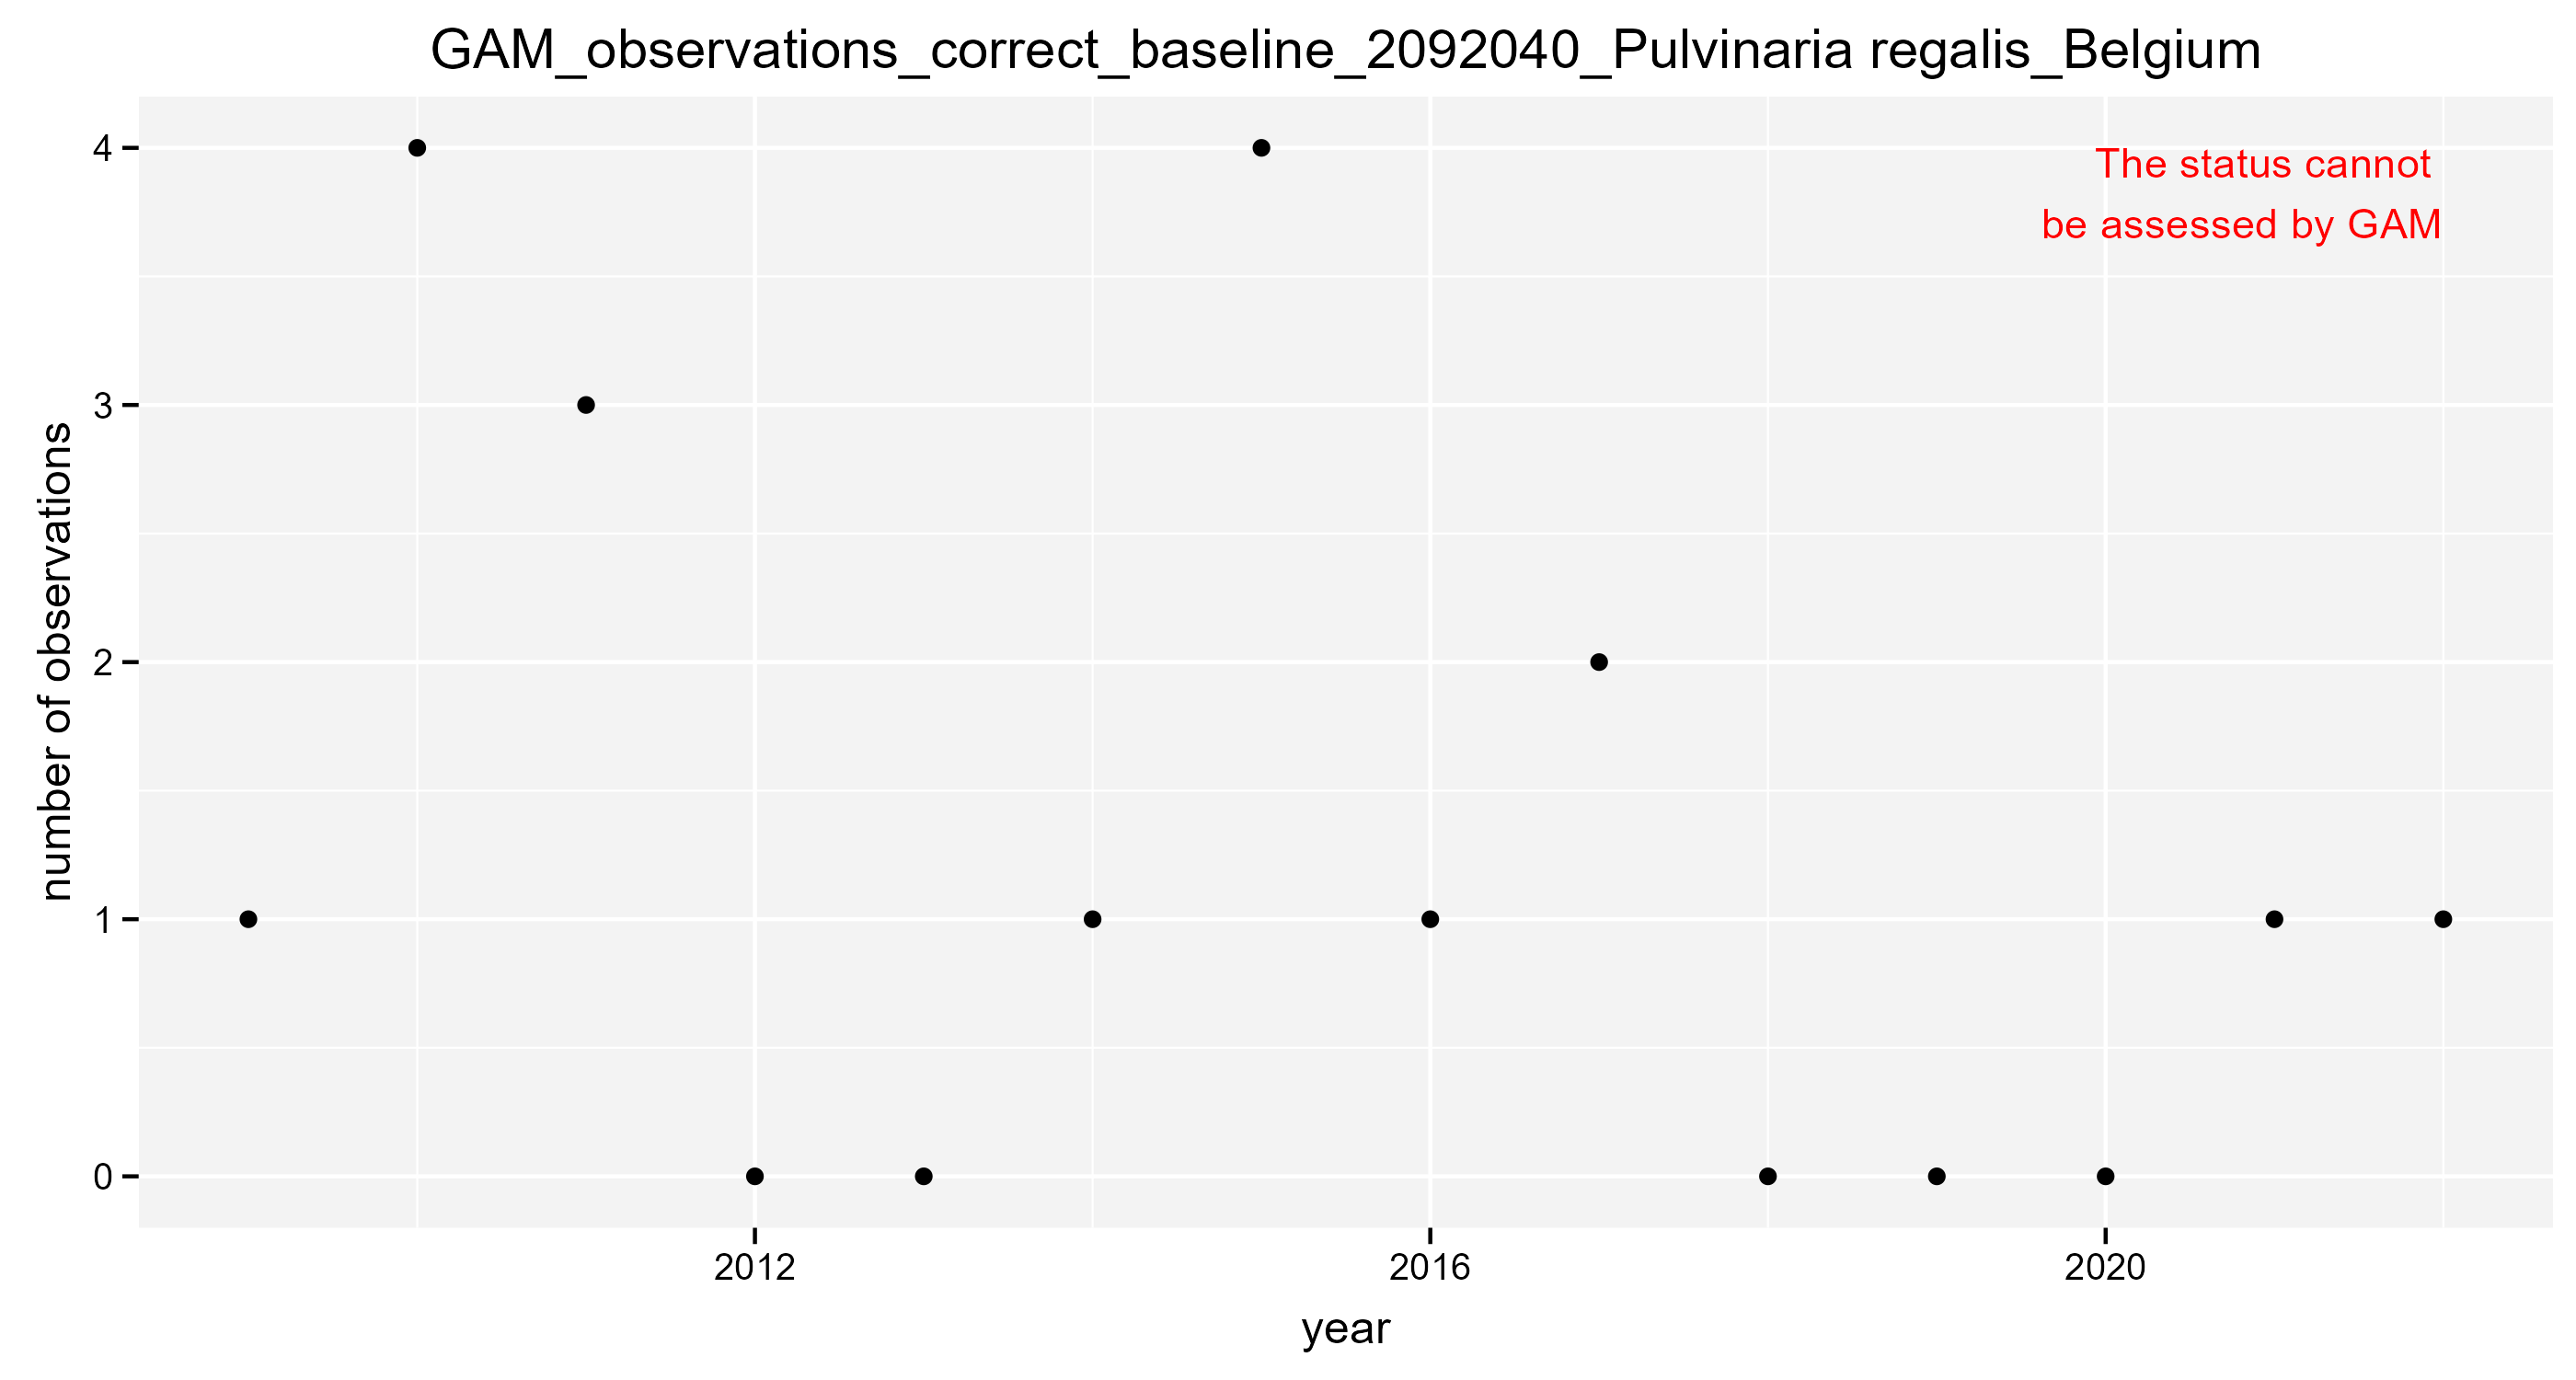 GAM_observations_correct_baseline_2092040_Pulvinaria regalis_Belgium
The status cannot
be assessed by GAM
number of observations
4
3
2
1
0
2012
2016
2020
year